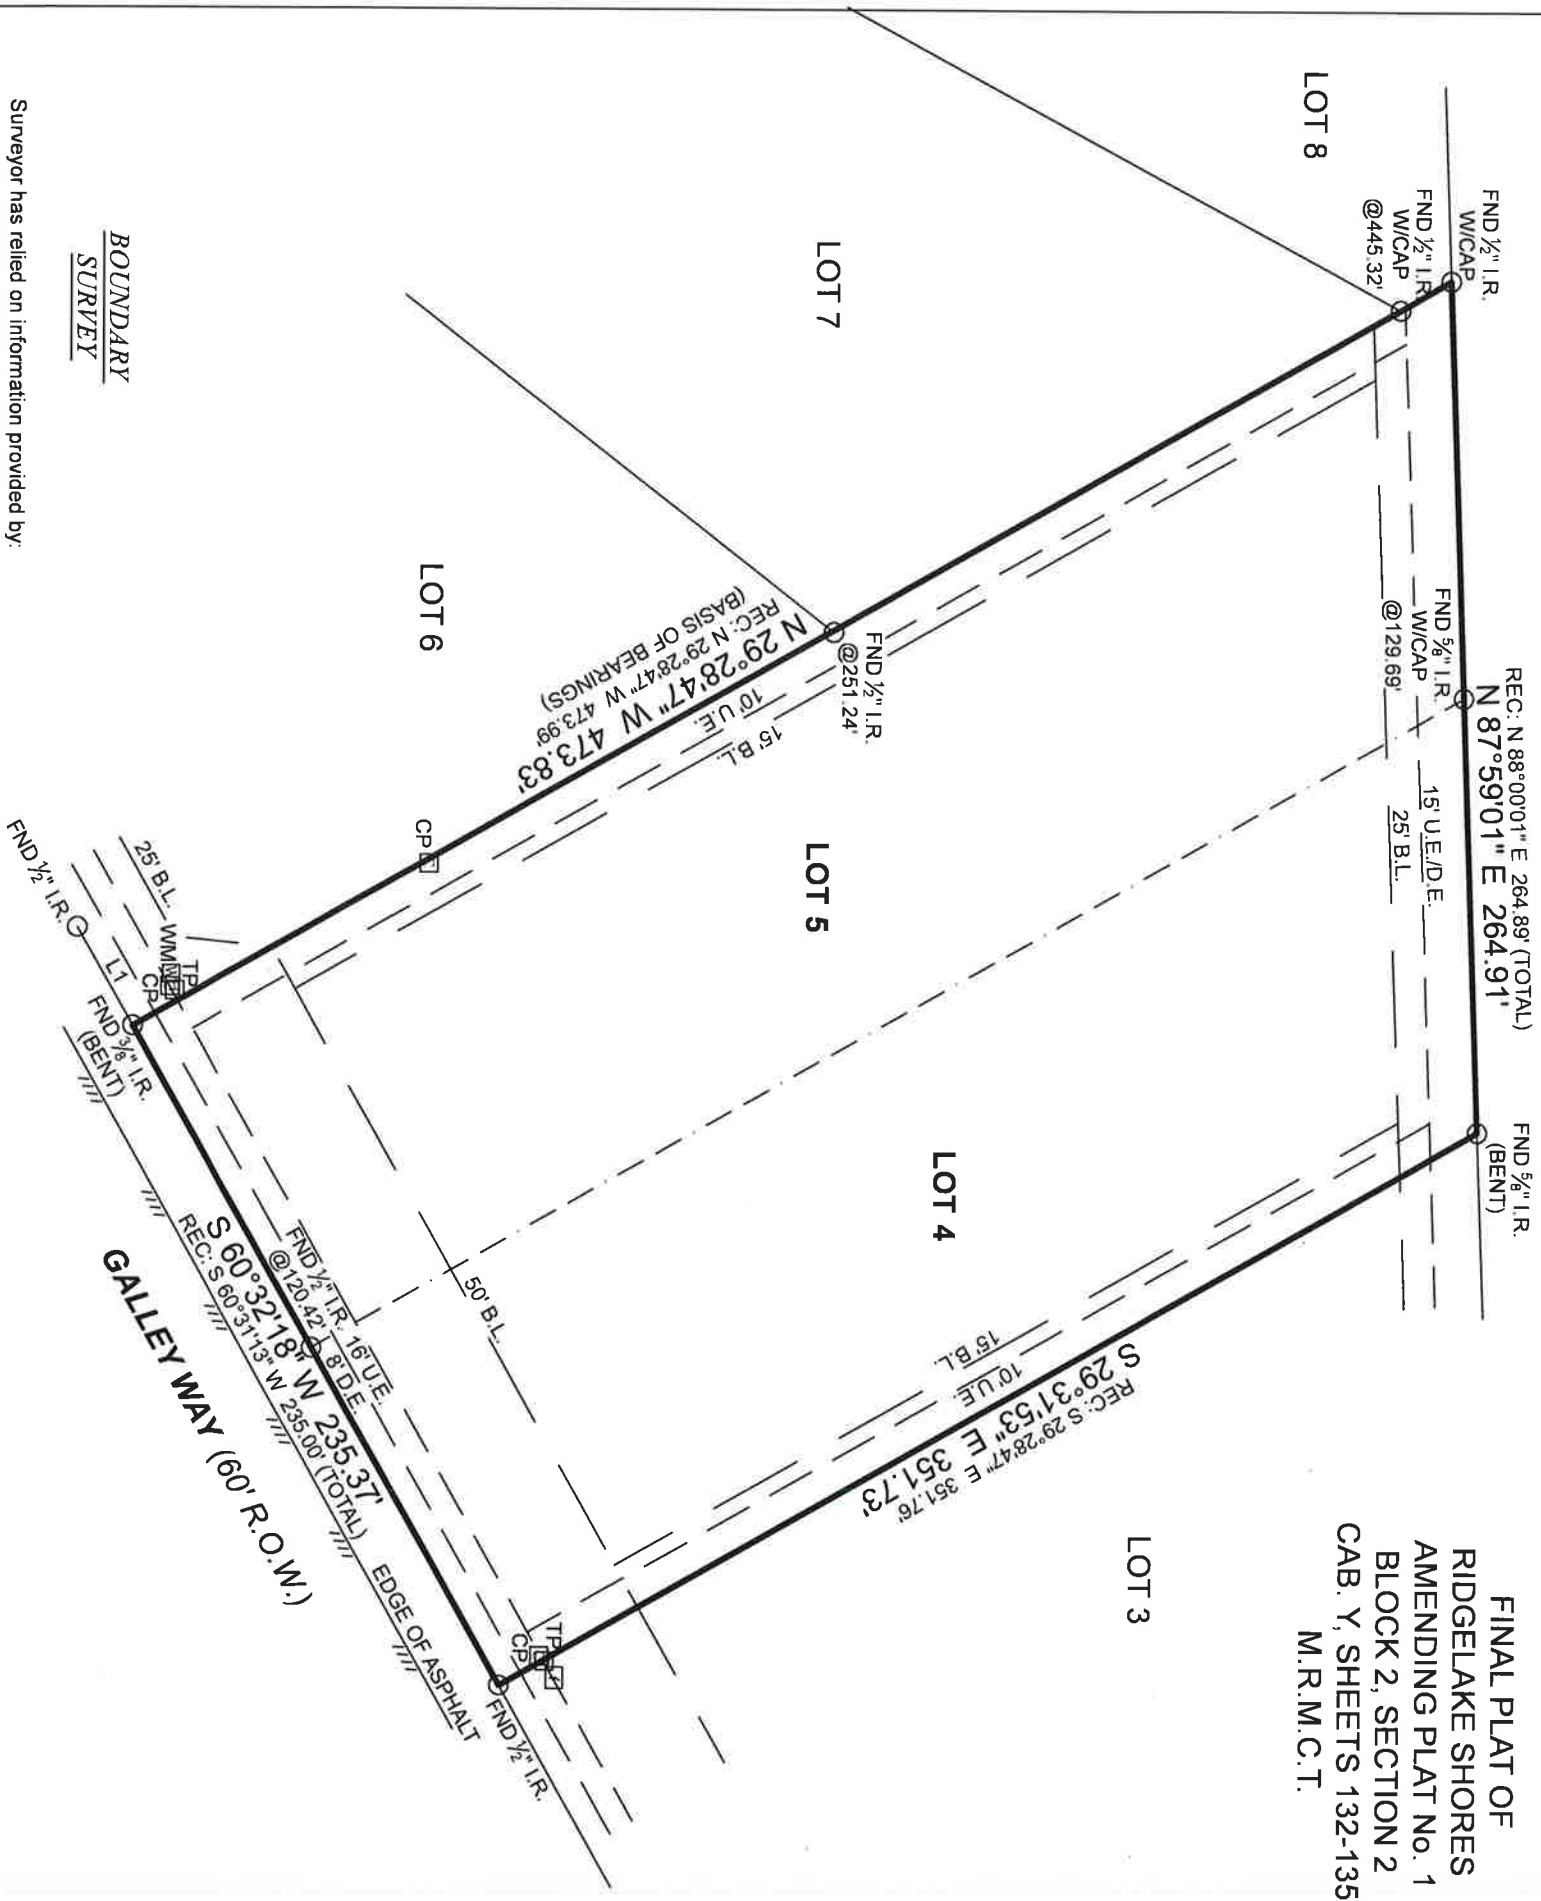 FINAL PLAT OF
RIDGELAKE SHORES
AMENDING PLAT No. 1
BLOCK 2, SECTION 2
CAB. Y, SHEETS 132-135
M.R.M.C.T.
REC: N 88°00'01" E 264.89' (TOTAL)
N 87°59'01" E 264.91'
FND ½" I.R.
W/CAP
FND ½" I.R.
W/CAP
@445.32'
FND ⅝" I.R.
W/CAP
@129.69'
15' U.E./D.E.
25' B.L.
FND ⅝" I.R.
(BENT)
LOT 8
LOT 7
LOT 6
LOT 5
LOT 4
LOT 3
FND ½" I.R.
@251.24'
10' U.E.
15' B.L.
N 29°28'47" W 473.83'
REC: N 29°28'47" W 473.99'
(BASIS OF BEARINGS)
15' B.L.
10' U.E.
S 29°31'53" E 351.73'
REC: S 29°28'47" E 351.76'
CP
25' B.L.
WM
TP
CP
FND ½" I.R.
L1
FND ⅜" I.R.
(BENT)
50' B.L.
FND ½" I.R.
@120.42'
16' U.E.
8' D.E.
S 60°32'18" W 235.37'
REC: S 60°31'13" W 235.00' (TOTAL)
EDGE OF ASPHALT
GALLEY WAY (60' R.O.W.)
TP
CP
FND ½" I.R.
BOUNDARY
SURVEY
Surveyor has relied on information provided by: